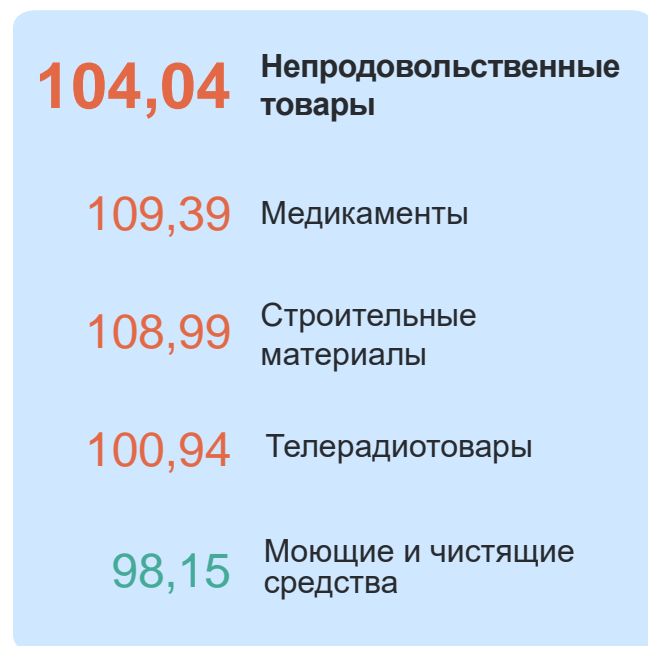 104,04 Непродовольственные
товары
109,39 Медикаменты
108,99 Строительные
материалы
100,94 Телерадиотовары
98,15 Моющие и чистящие
средства